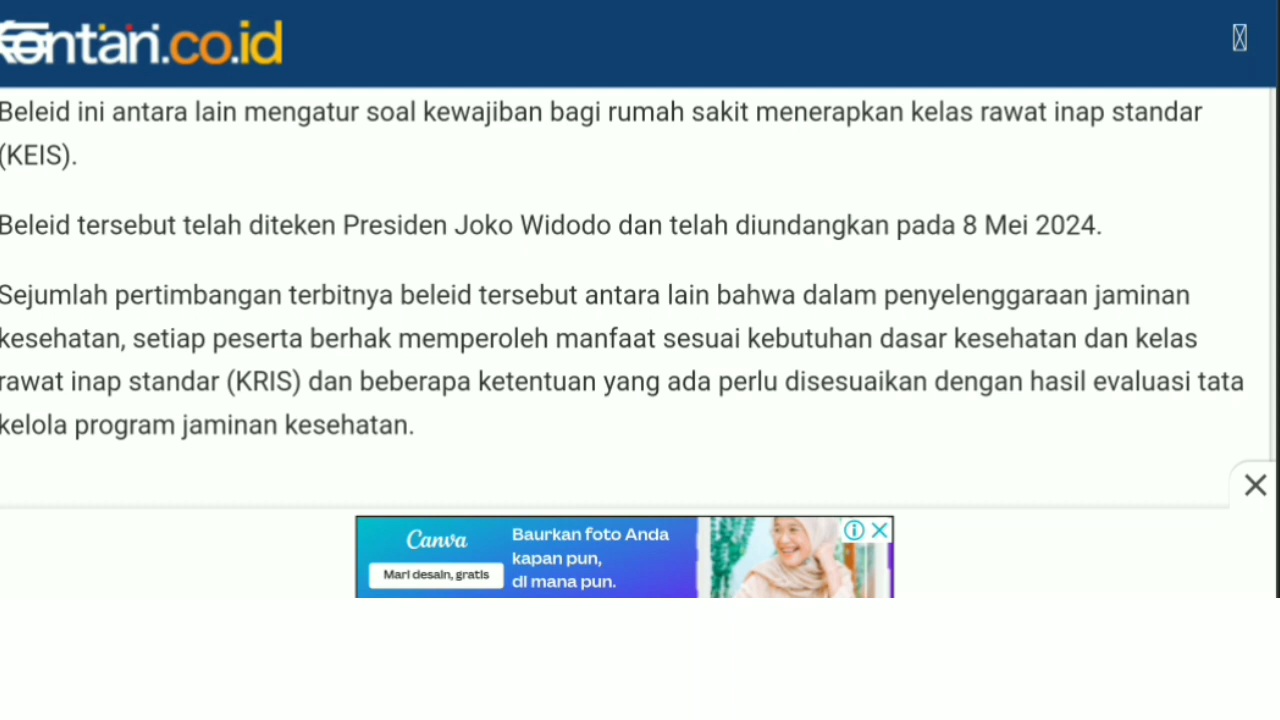 Kontan.co.id
Beleid ini antara lain mengatur soal kewajiban bagi rumah sakit menerapkan kelas rawat inap standar
(KEIS).
Beleid tersebut telah diteken Presiden Joko Widodo dan telah diundangkan pada 8 Mei 2024.
Sejumlah pertimbangan terbitnya beleid tersebut antara lain bahwa dalam penyelenggaraan jaminan
kesehatan, setiap peserta berhak memperoleh manfaat sesuai kebutuhan dasar kesehatan dan kelas
rawat inap standar (KRIS) dan beberapa ketentuan yang ada perlu disesuaikan dengan hasil evaluasi tata
kelola program jaminan kesehatan.
Canva
Mari desain, gratis
Baurkan foto Anda
kapan pun,
di mana pun.